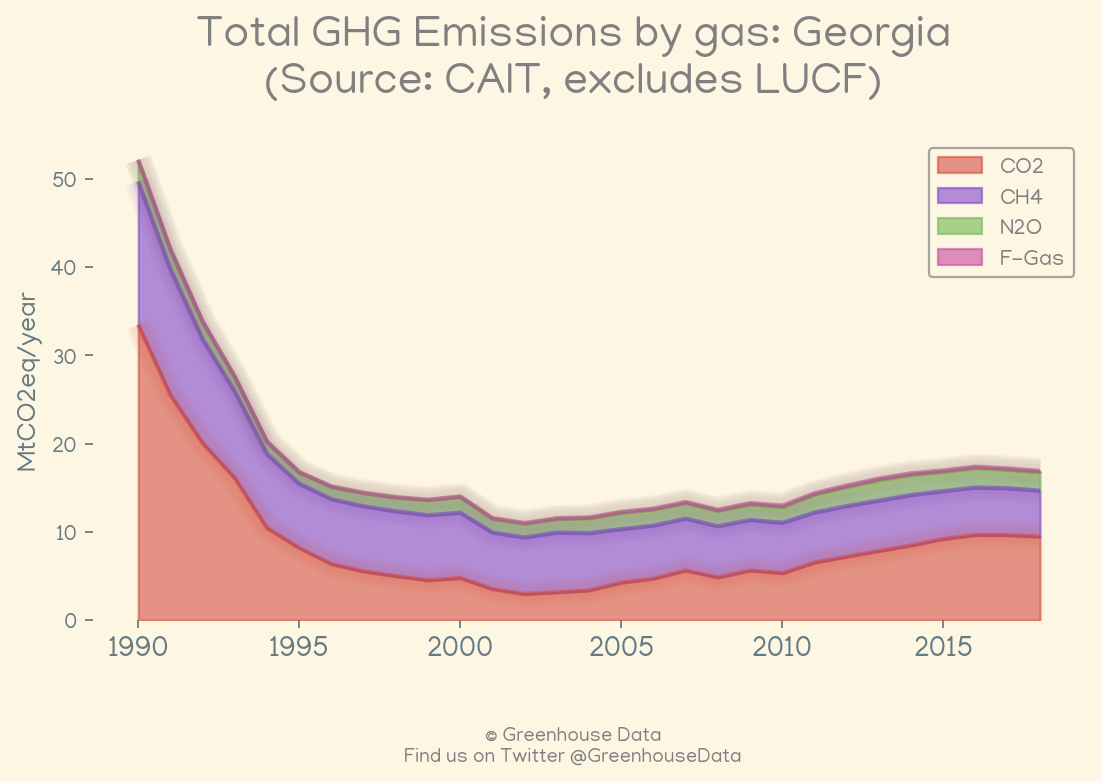 Total GHG Emissions by gas: Georgia
(Source: CAIT, excludes LUCF)
CO2
CH4
N2O
F-Gas
MtCO2eq/year
50
40
30
20
10
0
1990 1995 2000 2005 2010 2015
© Greenhouse Data
Find us on Twitter @GreenhouseData